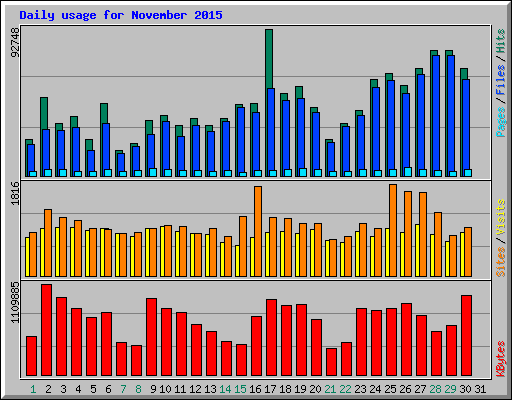 Daily usage for November 2015
92748
Pages/Files/Hits
1816
Sites/Visits
1109885
KBytes
1 2 3 4 5 6 7 8 9 10 11 12 13 14 15 16 17 18 19 20 21 22 23 24 25 26 27 28 29 30 31